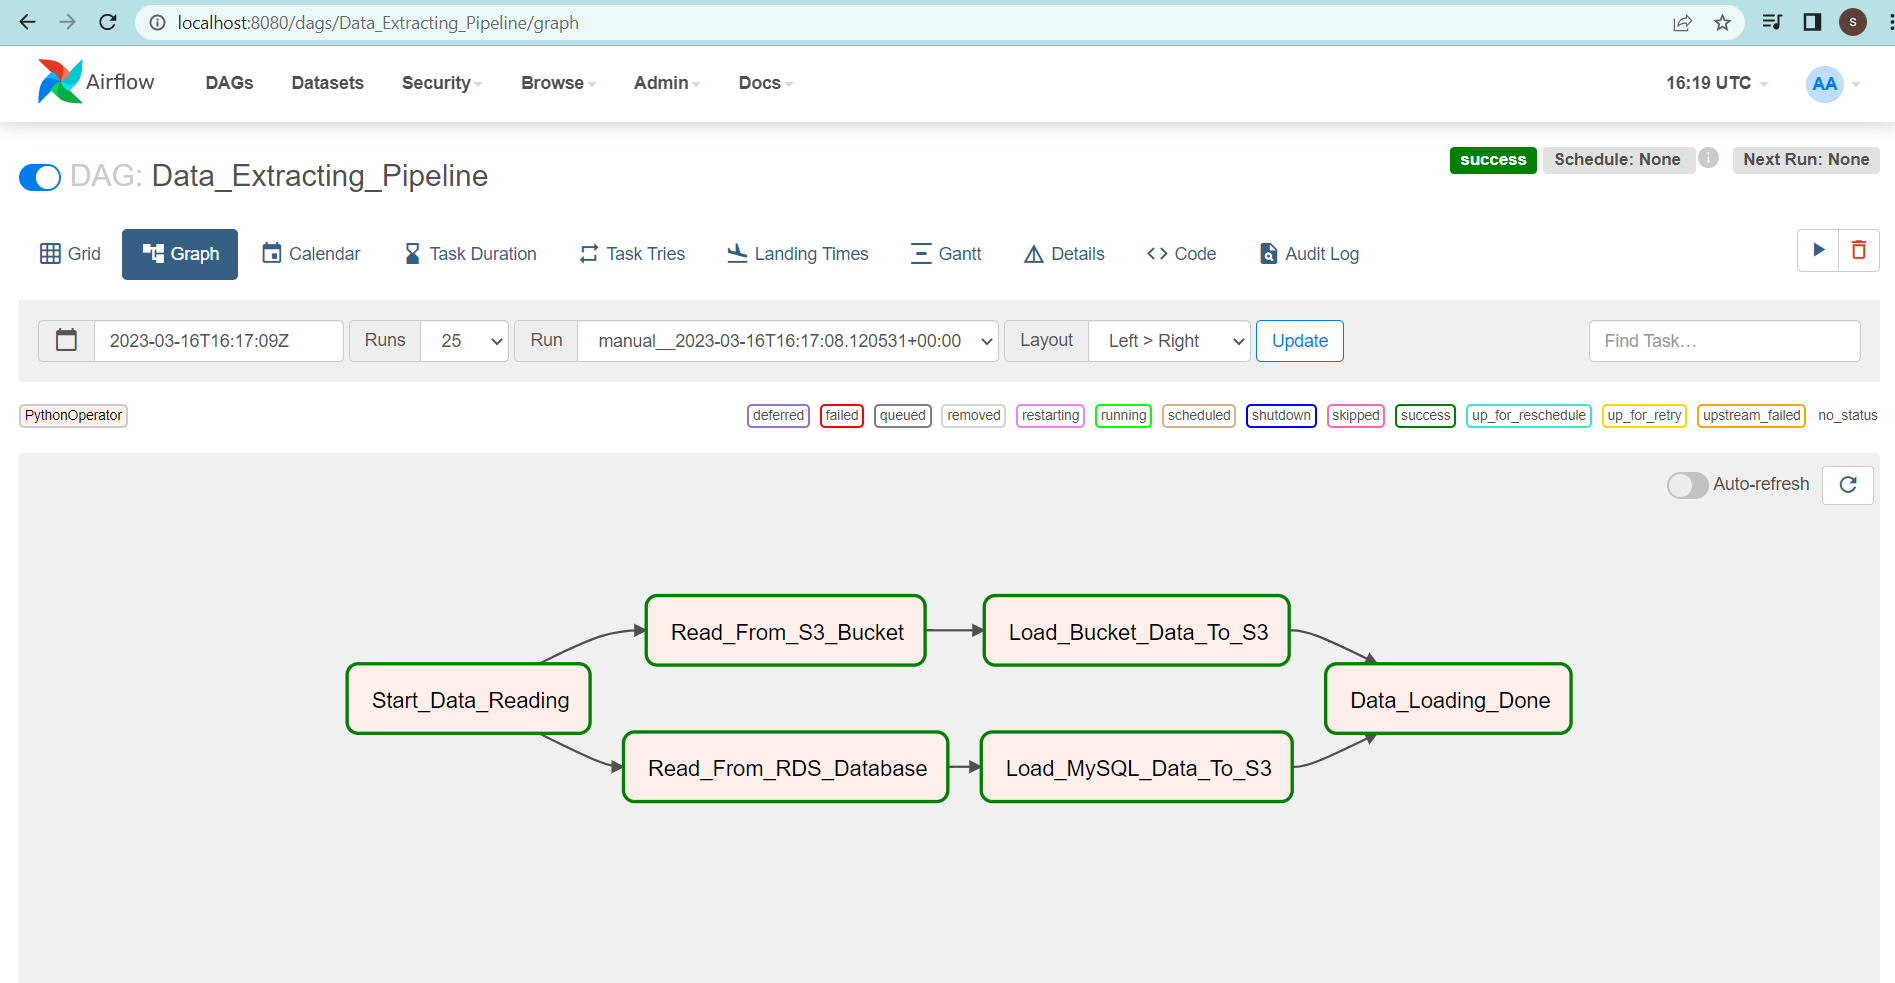 localhost:8080/dags/Data_Extracting_Pipeline/graph
S
Airflow DAGs Datasets Security Browse Admin Docs 16:19 UTC AA
DAG: Data_Extracting_Pipeline
success Schedule: None i Next Run: None
Grid Graph Calendar Task Duration Task Tries Landing Times Gantt Details Code Audit Log
2023-03-16T16:17:09Z Runs 25 Run manual__2023-03-16T16:17:08.120531+00:00 Layout Left > Right Update Find Task...
PythonOperator deferred failed queued removed restarting running scheduled shutdown skipped success up_for_reschedule up_for_retry upstream_failed no_status
Auto-refresh
Read_From_S3_Bucket Load_Bucket_Data_To_S3
Start_Data_Reading Data_Loading_Done
Read_From_RDS_Database Load_MySQL_Data_To_S3